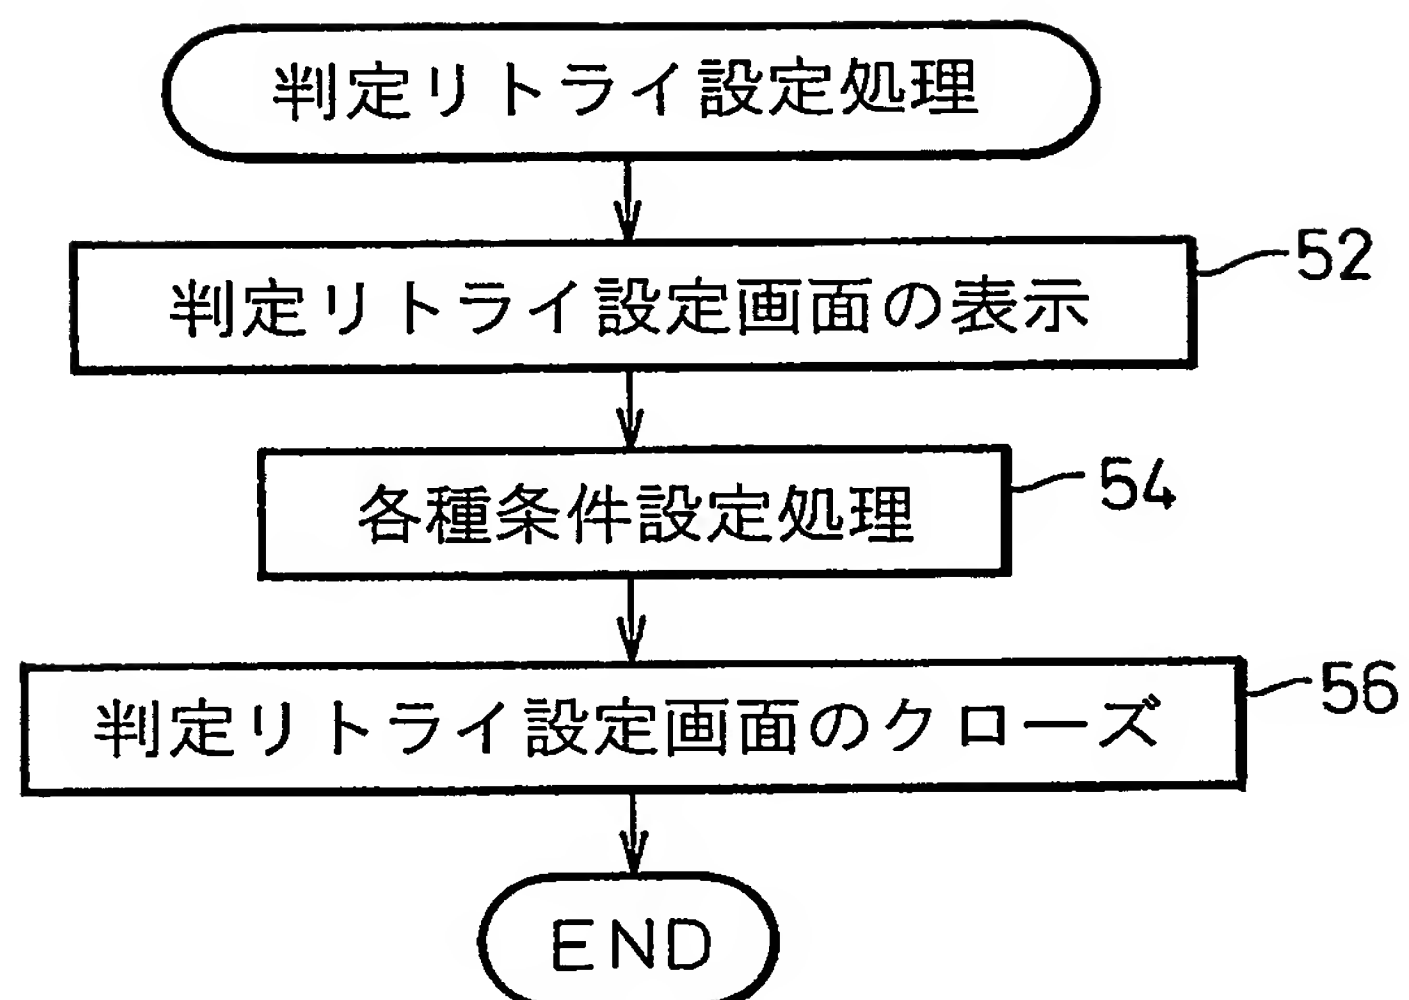 判定リトライ設定処理
判定リトライ設定画面の表示
52
各種条件設定処理
54
判定リトライ設定画面のクローズ
56
END